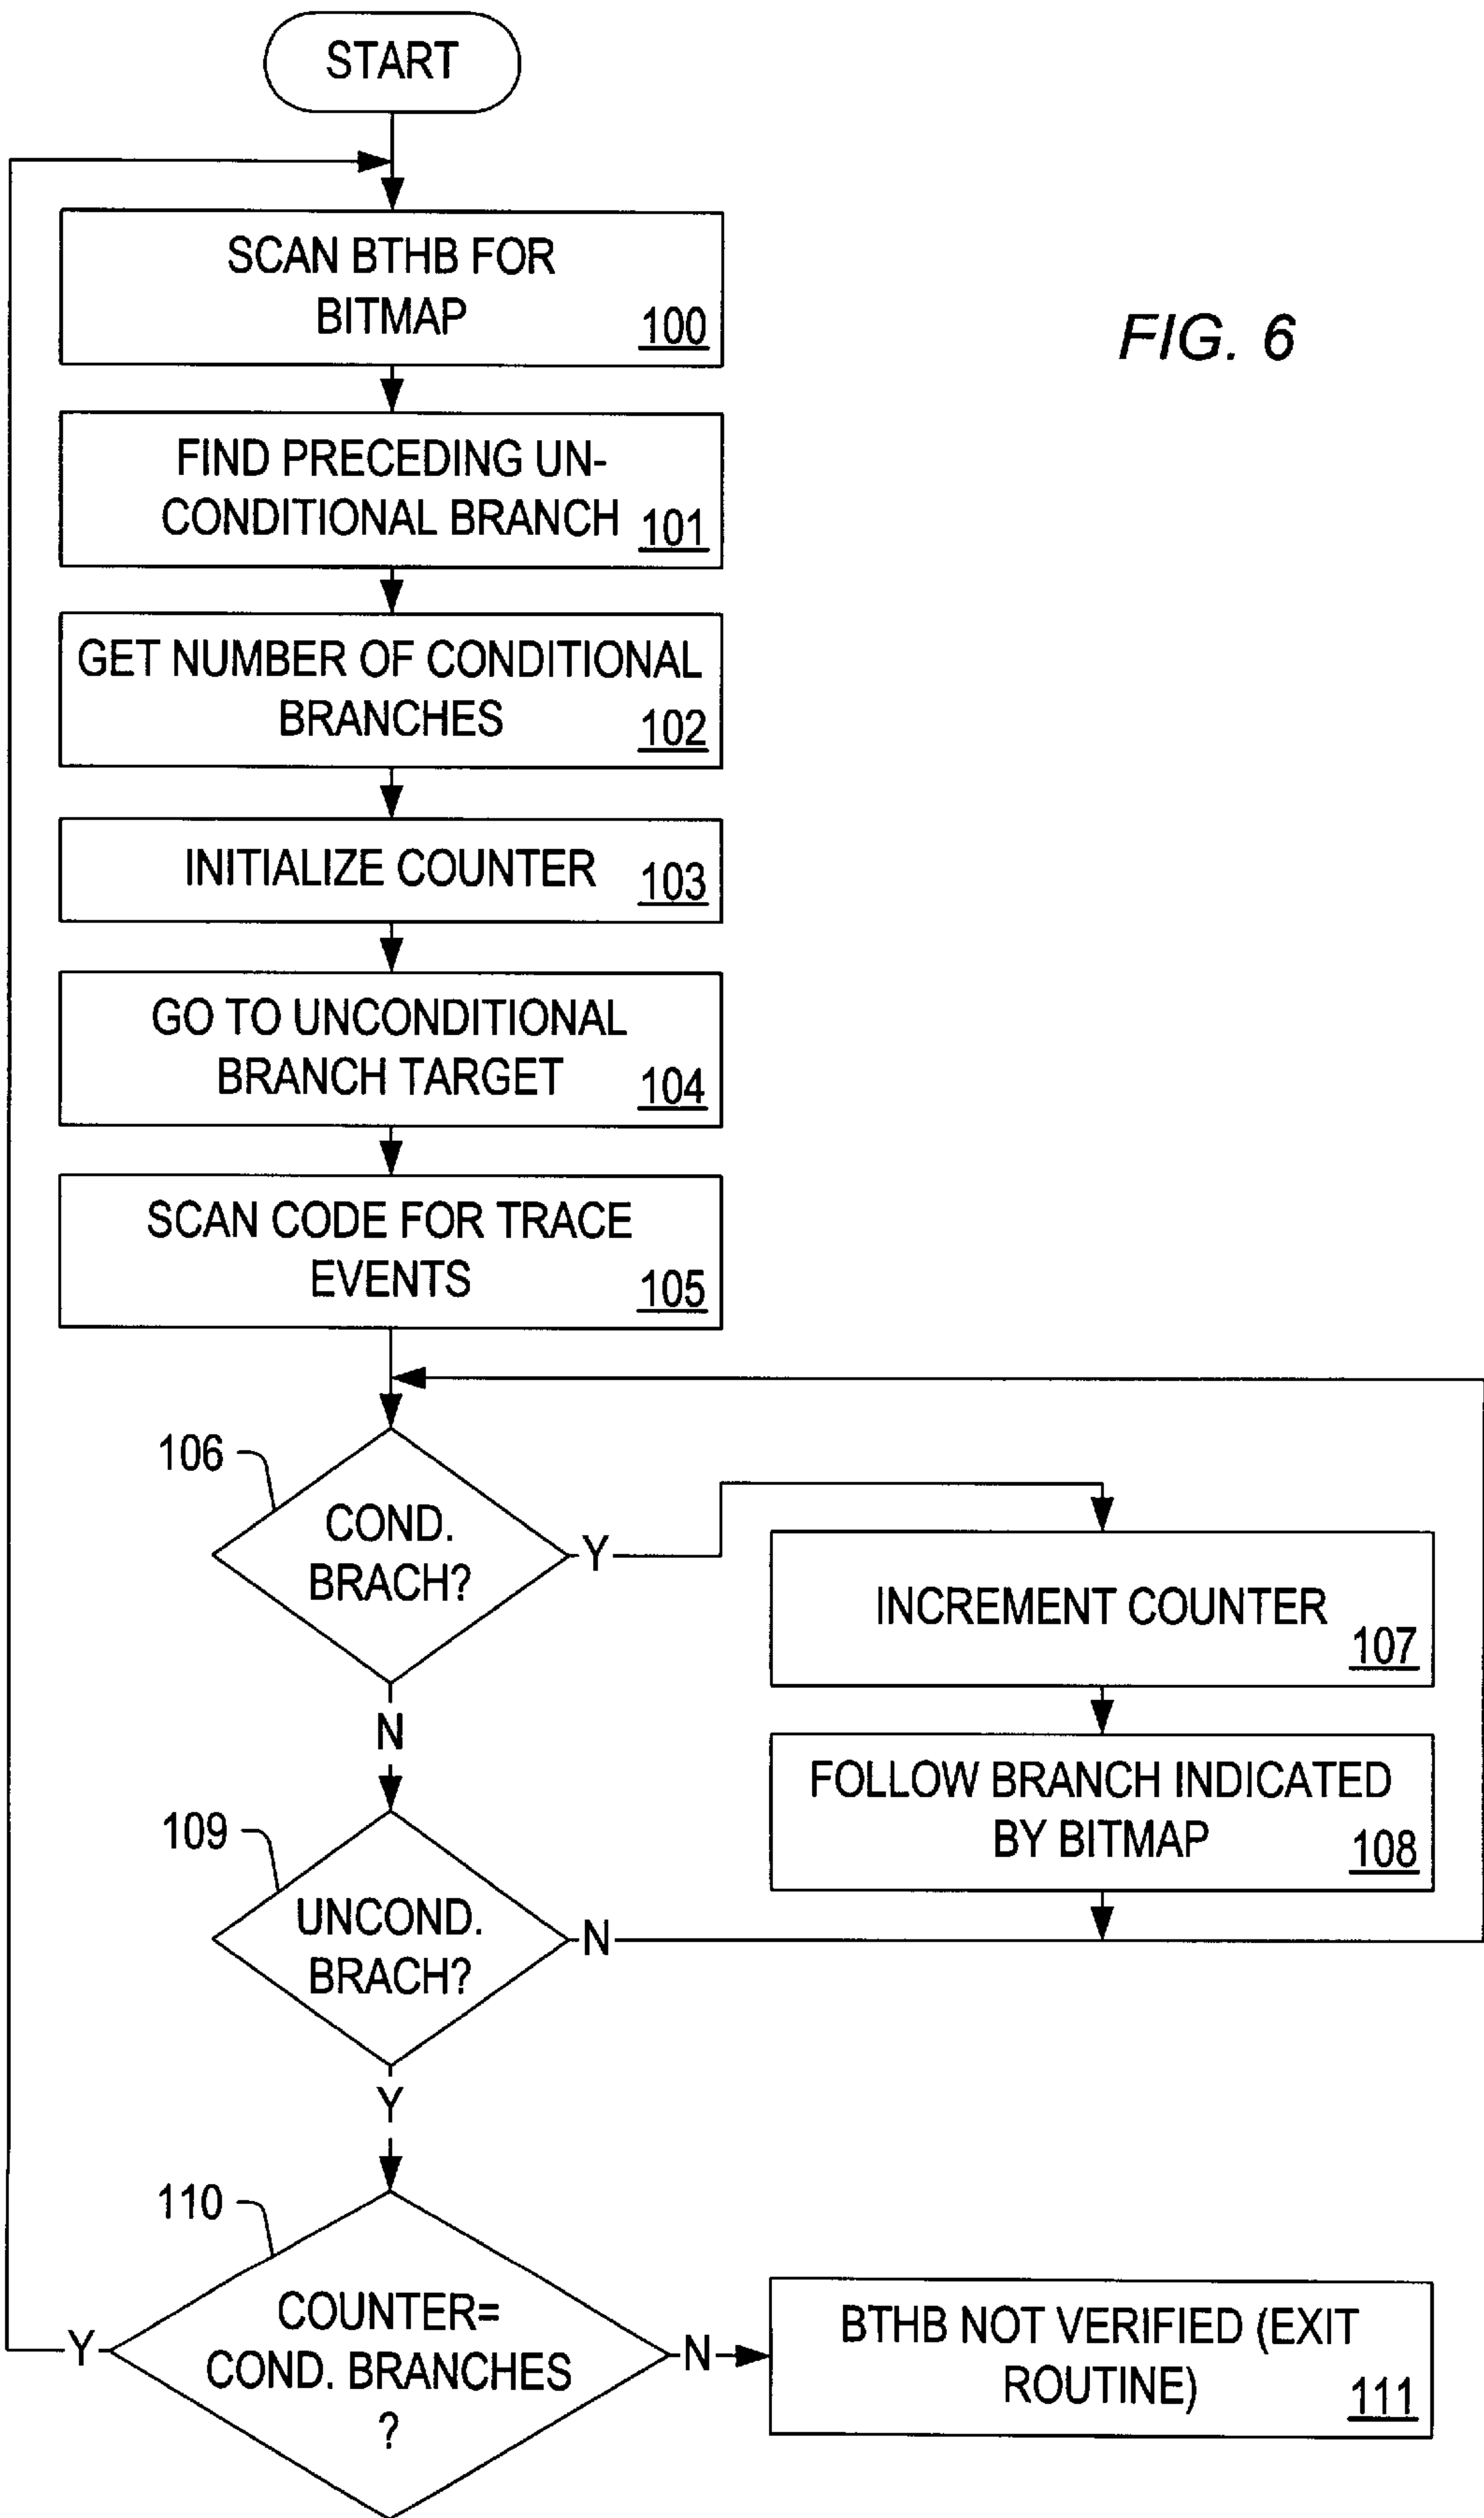 START
SCAN BTHB FOR
BITMAP 100
FIG. 6
FIND PRECEDING UN-
CONDITIONAL BRANCH 101
GET NUMBER OF CONDITIONAL
BRANCHES 102
INITIALIZE COUNTER 103
GO TO UNCONDITIONAL
BRANCH TARGET 104
SCAN CODE FOR TRACE
EVENTS 105
106
COND.
BRACH?
Y
N
INCREMENT COUNTER
107
FOLLOW BRANCH INDICATED
BY BITMAP 108
109
UNCOND.
BRACH?
N
Y
110
COUNTER=
COND. BRANCHES
?
Y
N
BTHB NOT VERIFIED (EXIT
ROUTINE) 111